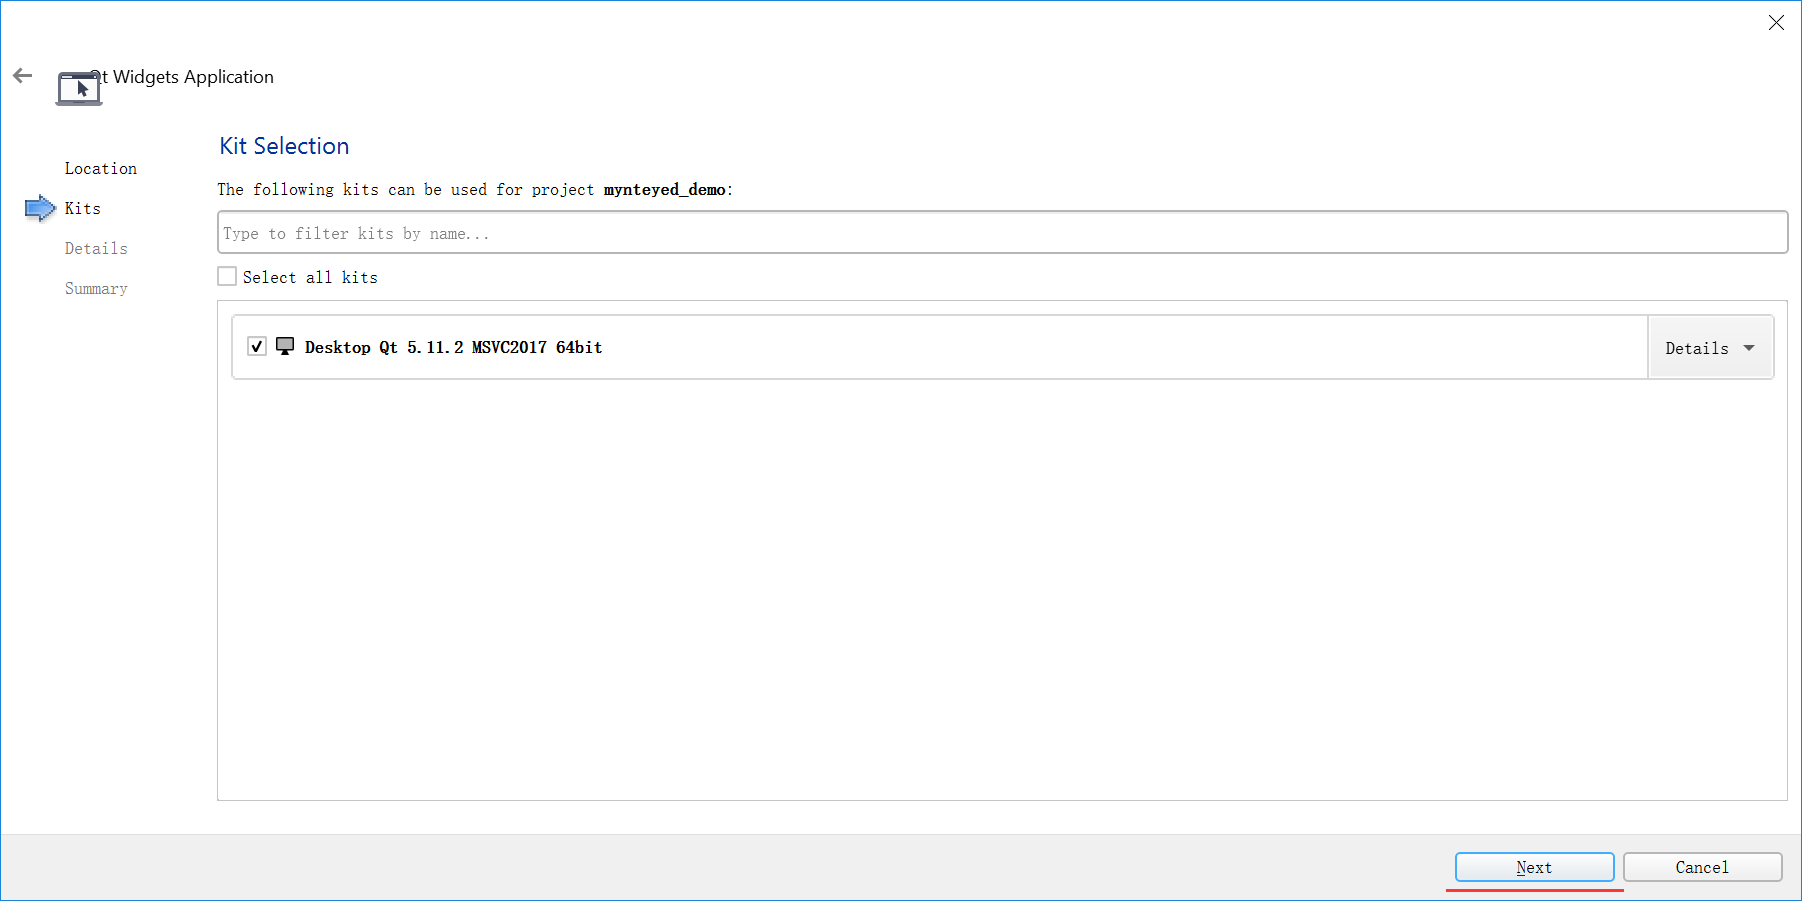 Qt Widgets Application
Location
Kits
Details
Summary
Kit Selection
The following kits can be used for project mynteyed_demo:
Type to filter kits by name...
Select all kits
Desktop Qt 5.11.2 MSVC2017 64bit
Details
Next
Cancel